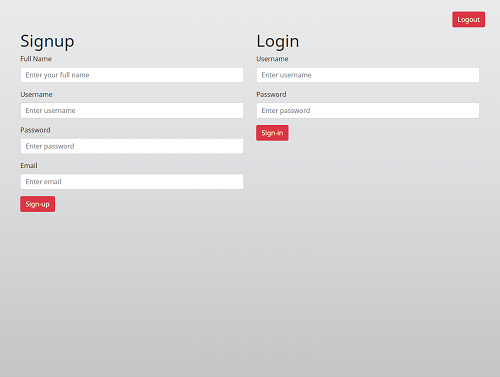 Logout
Signup
Full Name
Enter your full name
Username
Enter username
Password
Enter password
Email
Enter email
Sign-up
Login
Username
Enter username
Password
Enter password
Sign-in